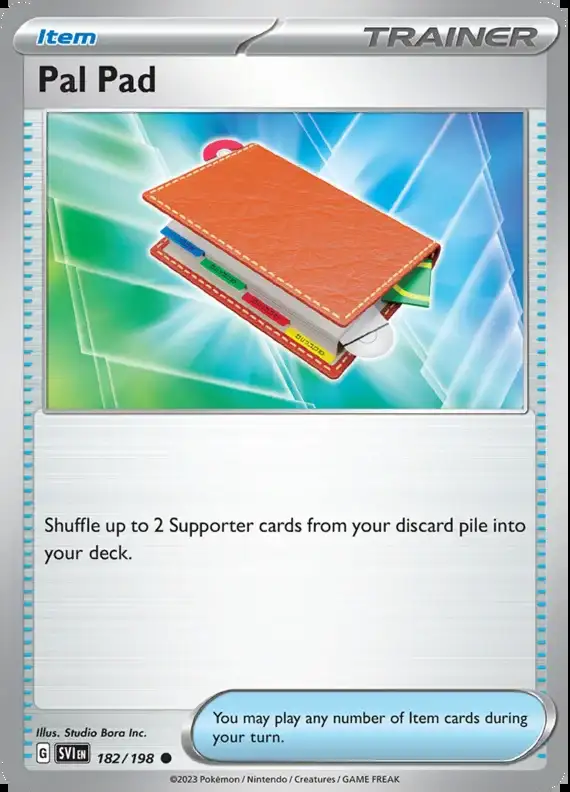 Item
TRAINER
Pal Pad
Shuffle up to 2 Supporter cards from your discard pile into
your deck.
You may play any number of Item cards during
your turn.
Illus. Studio Bora Inc.
G SVI EN 182/198
©2023 Pokémon / Nintendo / Creatures / GAME FREAK